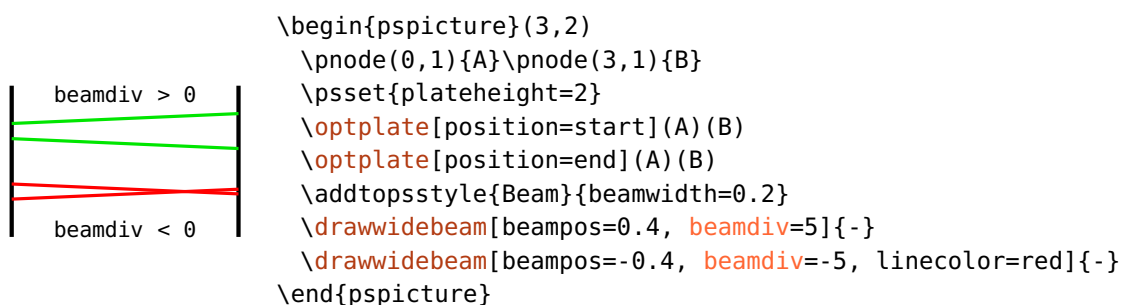 beamdiv > 0
beamdiv < 0
\begin{pspicture}(3,2)
  \pnode(0,1){A}\pnode(3,1){B}
  \psset{plateheight=2}
  \optplate[position=start](A)(B)
  \optplate[position=end](A)(B)
  \addtopsstyle{Beam}{beamwidth=0.2}
  \drawwidebeam[beampos=0.4, beamdiv=5]{-}
  \drawwidebeam[beampos=-0.4, beamdiv=-5, linecolor=red]{-}
\end{pspicture}